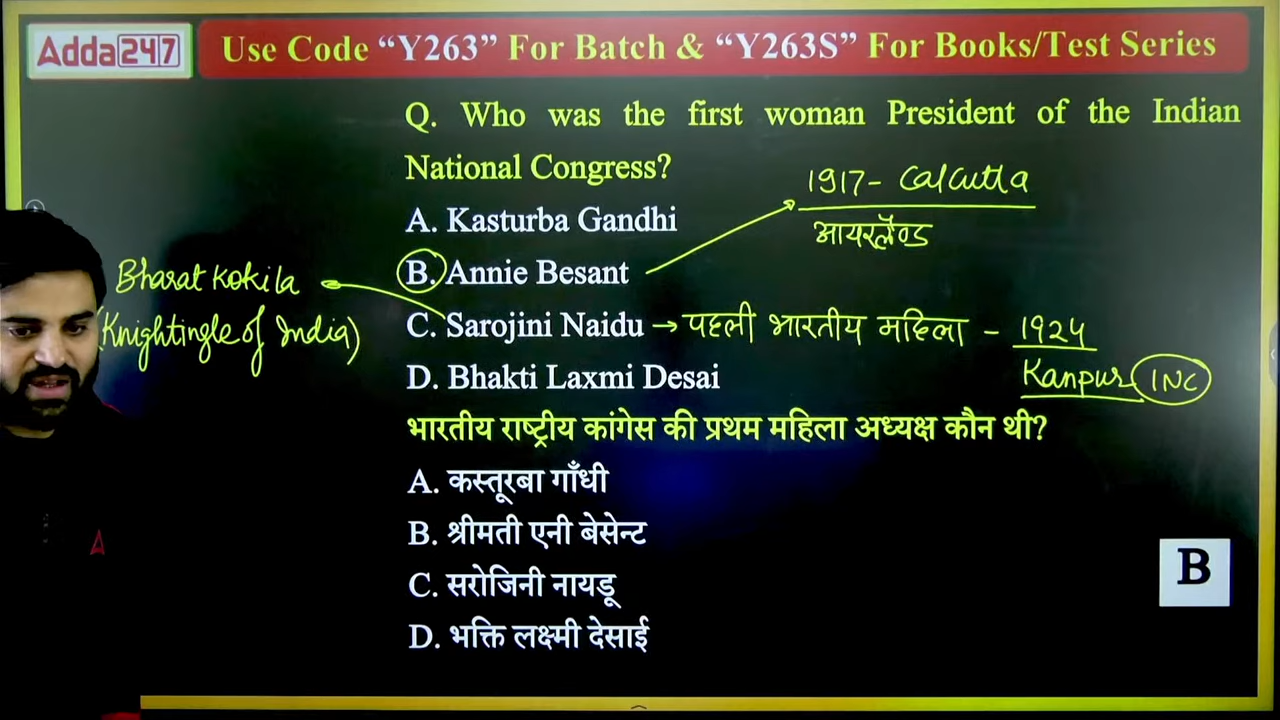 Adda247
Use Code “Y263” For Batch & “Y263S” For Books/Test Series
Q. Who was the first woman President of the Indian
National Congress?
1917- Calcutta
आयरलैण्ड
A. Kasturba Gandhi
B. Annie Besant
Bharat kokila
(Knightingle of India)
C. Sarojini Naidu → पहली भारतीय महिला - 1924
Kanpur INC
D. Bhakti Laxmi Desai
भारतीय राष्ट्रीय कांगेस की प्रथम महिला अध्यक्ष कौन थी?
A. कस्तूरबा गाँधी
B. श्रीमती एनी बेसेन्ट
C. सरोजिनी नायडू
D. भक्ति लक्ष्मी देसाई
B